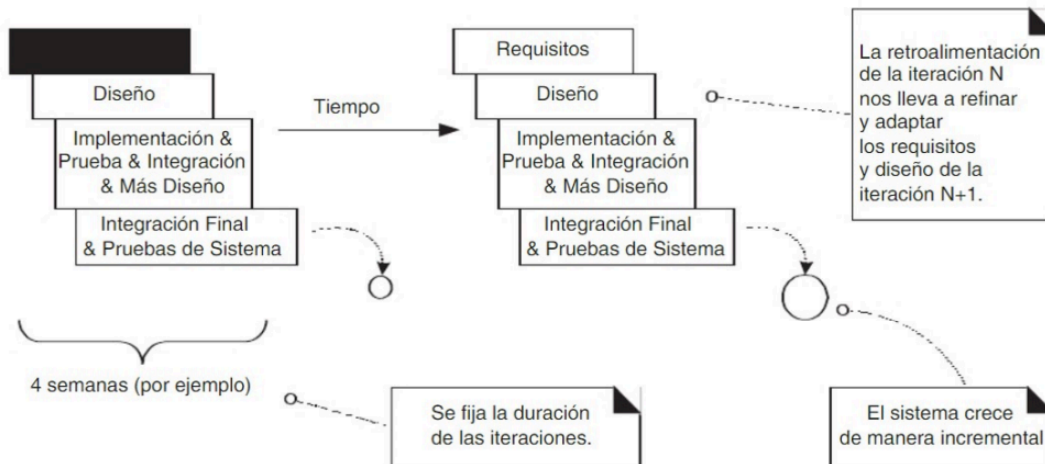 Diseño
Implementación &
Prueba & Integración
& Más Diseño
Integración Final
& Pruebas de Sistema
Tiempo
Requisitos
Diseño
Implementación &
Prueba & Integración
& Más Diseño
Integración Final
& Pruebas de Sistema
La retroalimentación
de la iteración N
nos lleva a refinar
y adaptar
los requisitos
y diseño de la
iteración N+1.
4 semanas (por ejemplo)
Se fija la duración
de las iteraciones.
El sistema crece
de manera incremental